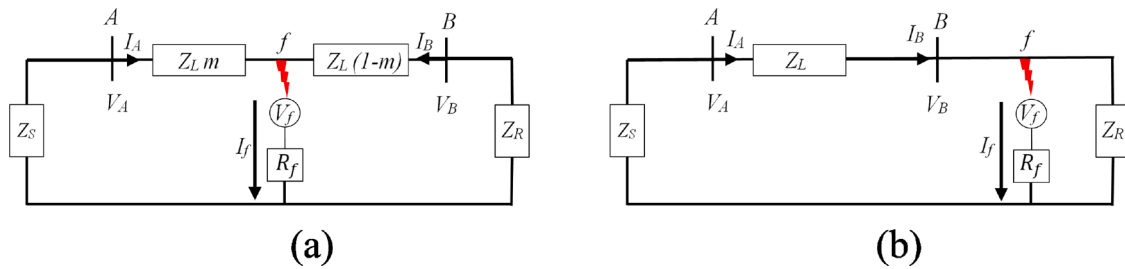 A
I_A
Z_L m
f
I_B
Z_L (1-m)
B
V_A
V_B
Z_S
V_f
I_f
R_f
Z_R
(a)
A
I_A
Z_L
I_B
B
f
V_A
V_B
Z_S
V_f
I_f
R_f
Z_R
(b)